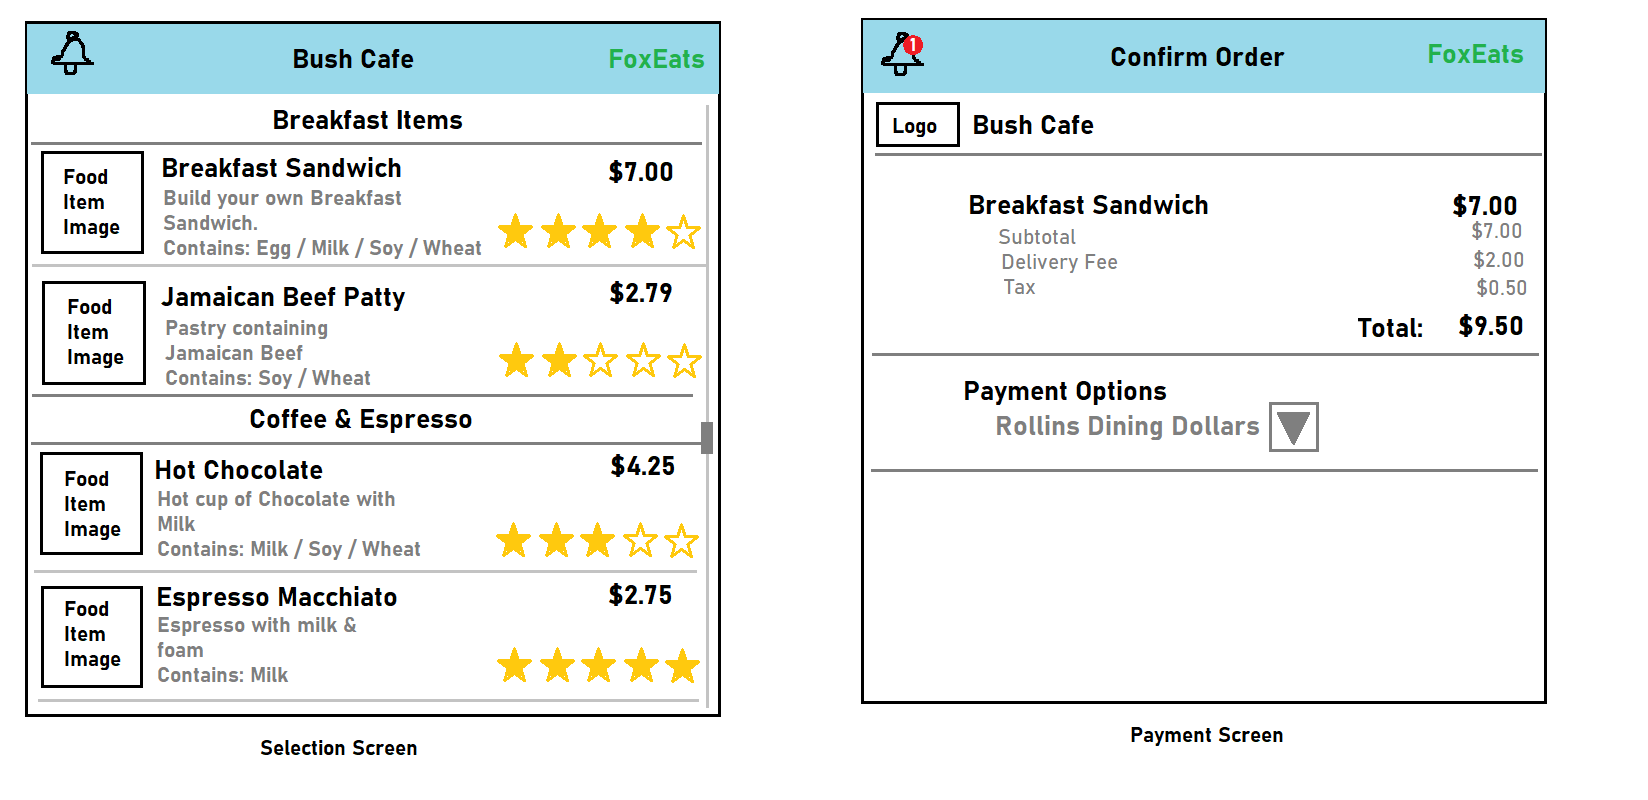 Bush Cafe
FoxEats
Breakfast Items
Food
Item
Image
Breakfast Sandwich
$7.00
Build your own Breakfast
Sandwich.
Contains: Egg / Milk / Soy / Wheat
Food
Item
Image
Jamaican Beef Patty
$2.79
Pastry containing
Jamaican Beef
Contains: Soy / Wheat
Coffee & Espresso
Food
Item
Image
Hot Chocolate
$4.25
Hot cup of Chocolate with
Milk
Contains: Milk / Soy / Wheat
Food
Item
Image
Espresso Macchiato
$2.75
Espresso with milk &
foam
Contains: Milk
Selection Screen
1
Confirm Order
FoxEats
Logo
Bush Cafe
Breakfast Sandwich
$7.00
Subtotal
$7.00
Delivery Fee
$2.00
Tax
$0.50
Total:
$9.50
Payment Options
Rollins Dining Dollars
Payment Screen